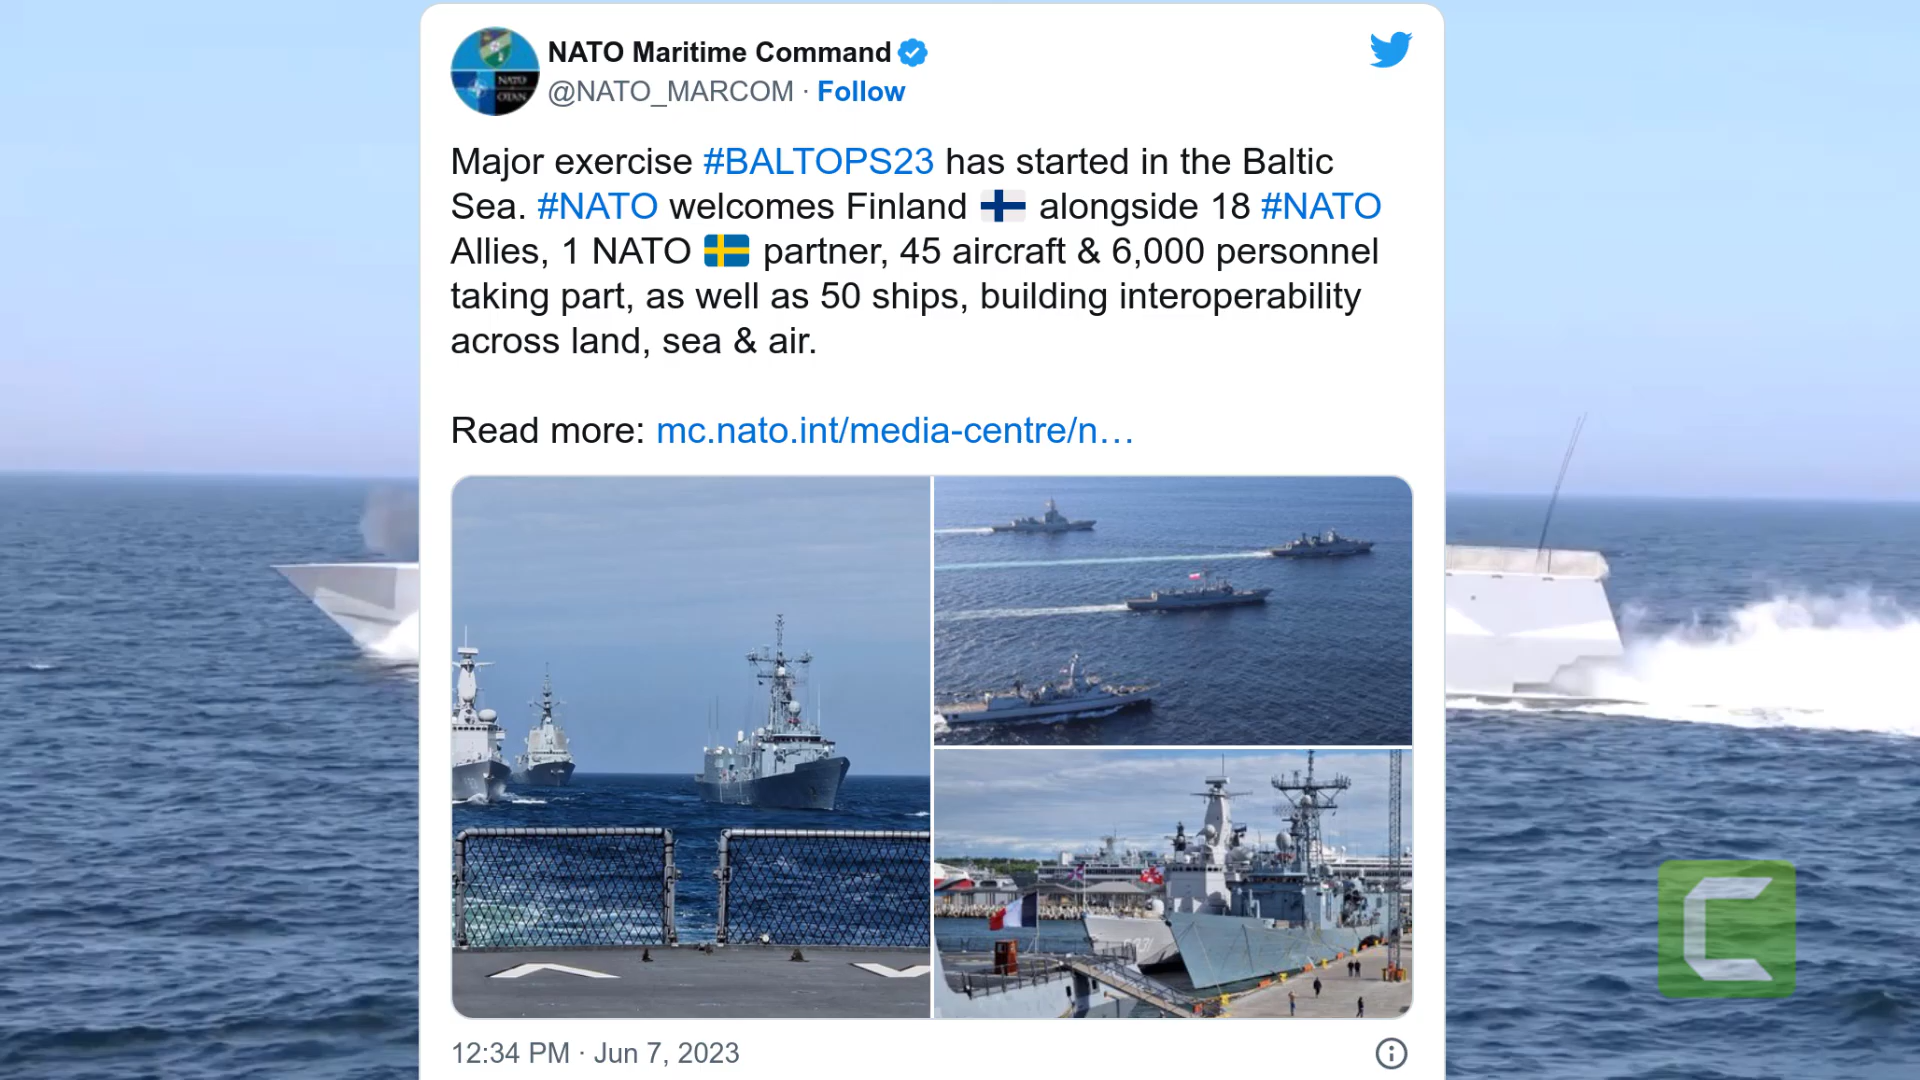 NATO Maritime Command
@NATO_MARCOM · Follow
Major exercise #BALTOPS23 has started in the Baltic
Sea. #NATO welcomes Finland 🇫🇮 alongside 18 #NATO
Allies, 1 NATO 🇸🇪 partner, 45 aircraft & 6,000 personnel
taking part, as well as 50 ships, building interoperability
across land, sea & air.
Read more: mc.nato.int/media-centre/n…
12:34 PM · Jun 7, 2023
NATO
OTAN